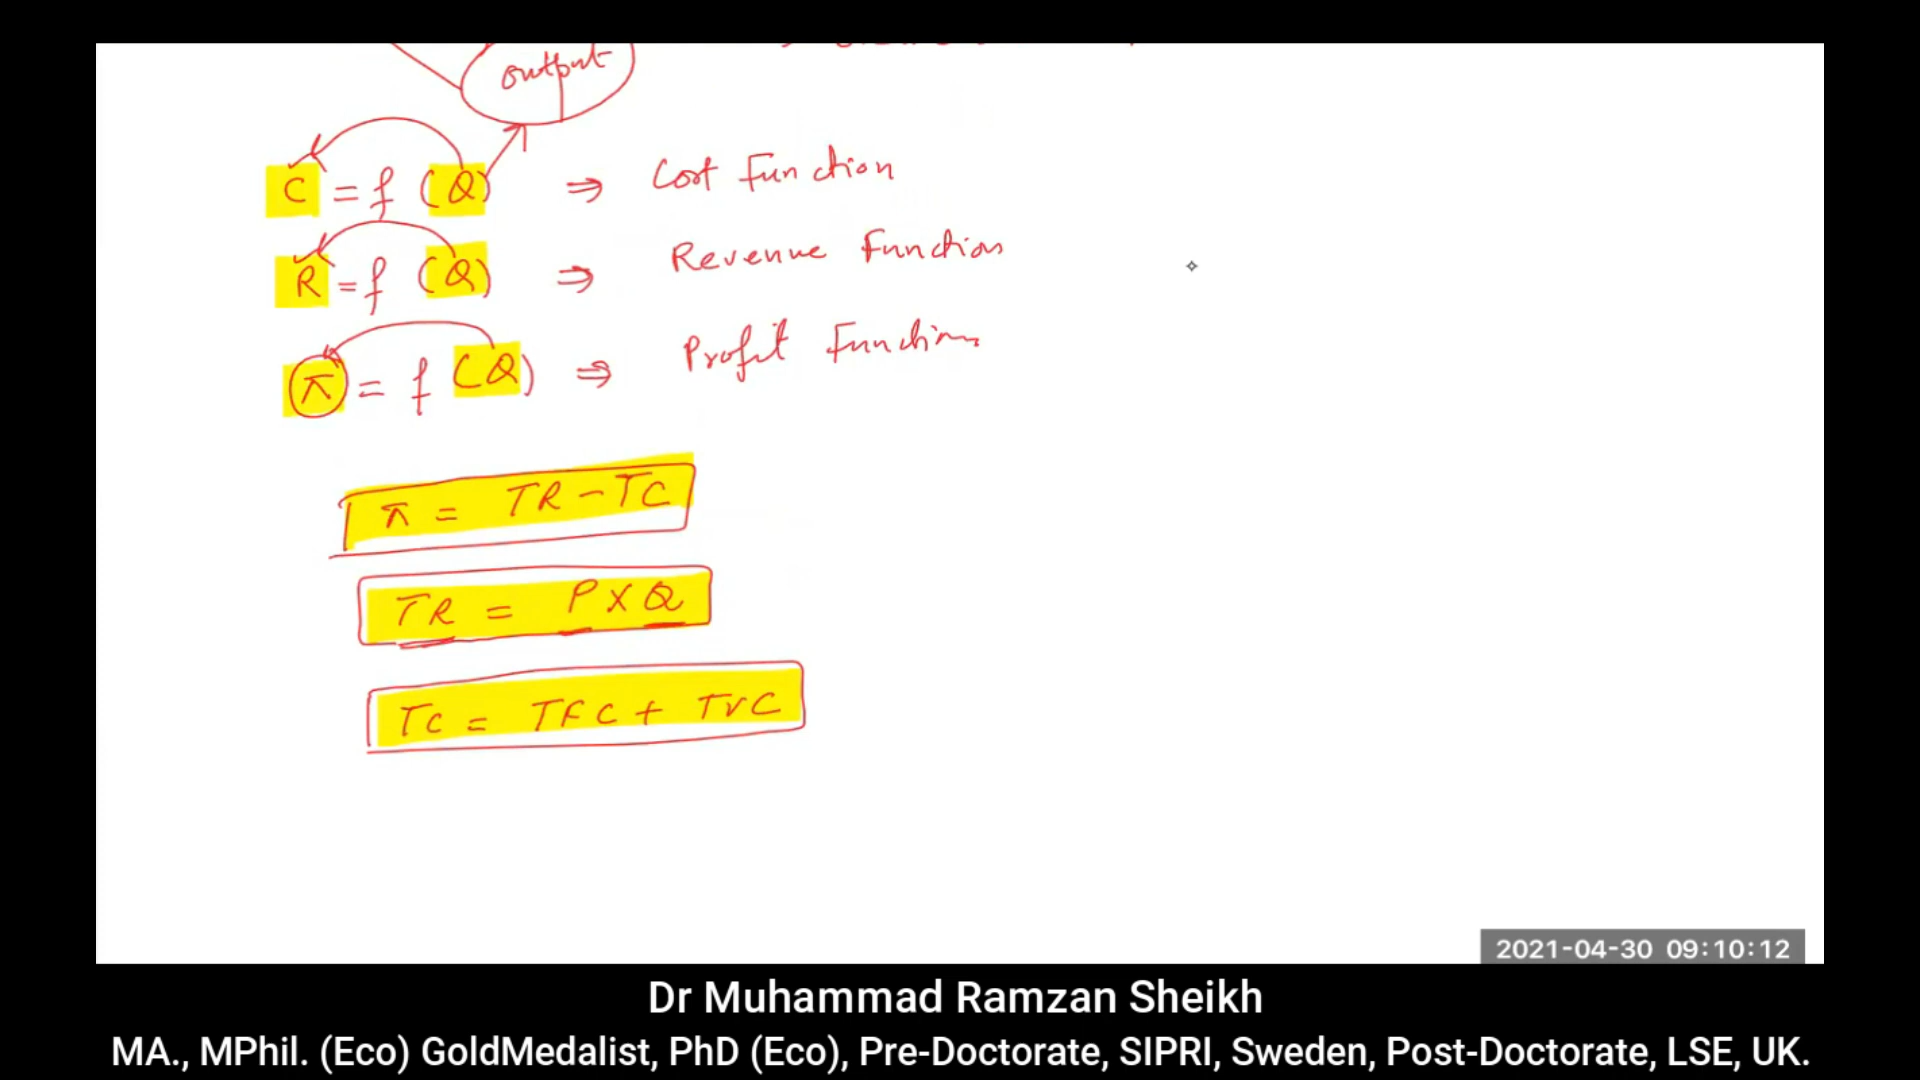 output
C = f (Q) ⇒ Cost Function
R = f (Q) ⇒ Revenue Function
π = f (Q) ⇒ Profit Function
π = TR - TC
TR = P x Q
TC = TFC + TVC
2021-04-30 09:10:12
Dr Muhammad Ramzan Sheikh
MA., MPhil. (Eco) GoldMedalist, PhD (Eco), Pre-Doctorate, SIPRI, Sweden, Post-Doctorate, LSE, UK.